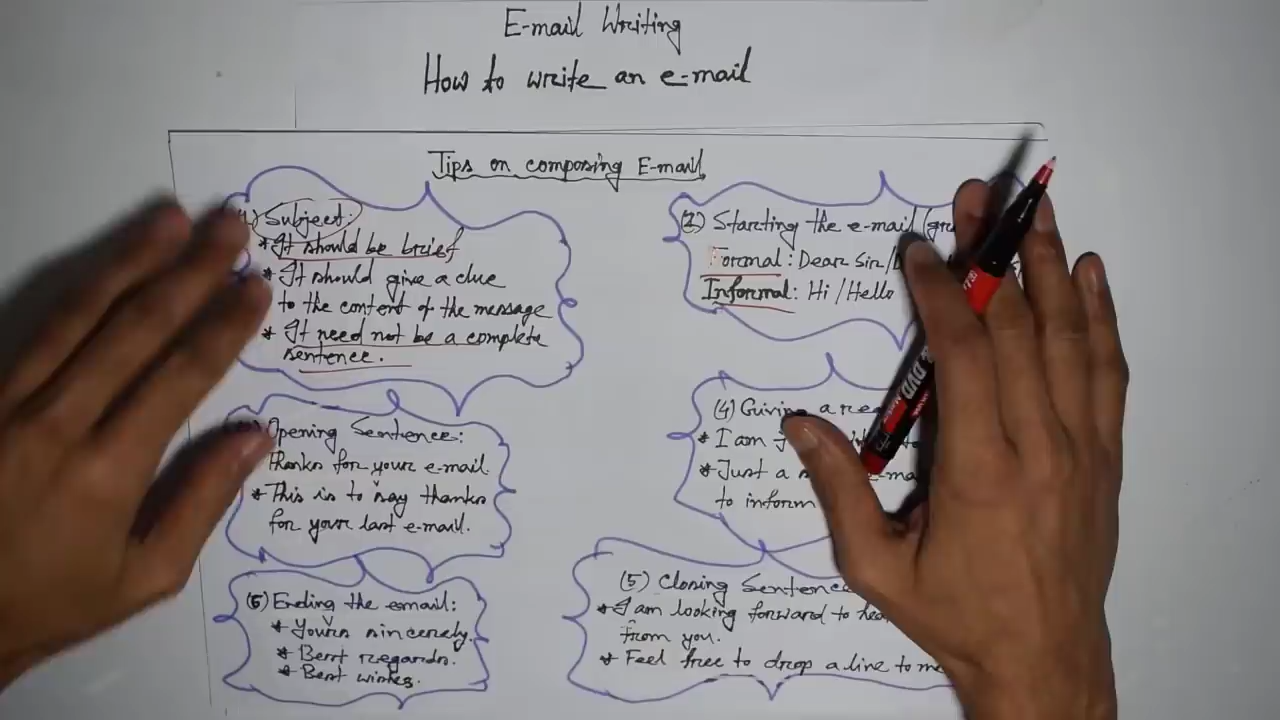 E-mail Writing
How to write an e-mail
Tips on composing E-mail
Subject:
* It should be brief
* It should give a clue
to the content of the message
* It need not be a complete
sentence.
(2) Starting the e-mail
Formal: Dear Sir/
Informal: Hi / Hello
Opening Sentence:
Thanks for your e-mail.
* This is to say thanks
for your last e-mail.
(4) Giving a
* I am
* Just a
to inform
(5) Closing Sentence
* I am looking forward to
from you.
* Feel free to drop a line to me
(6) Ending the email:
* Yours sincerely.
* Best regards.
* Best wishes.